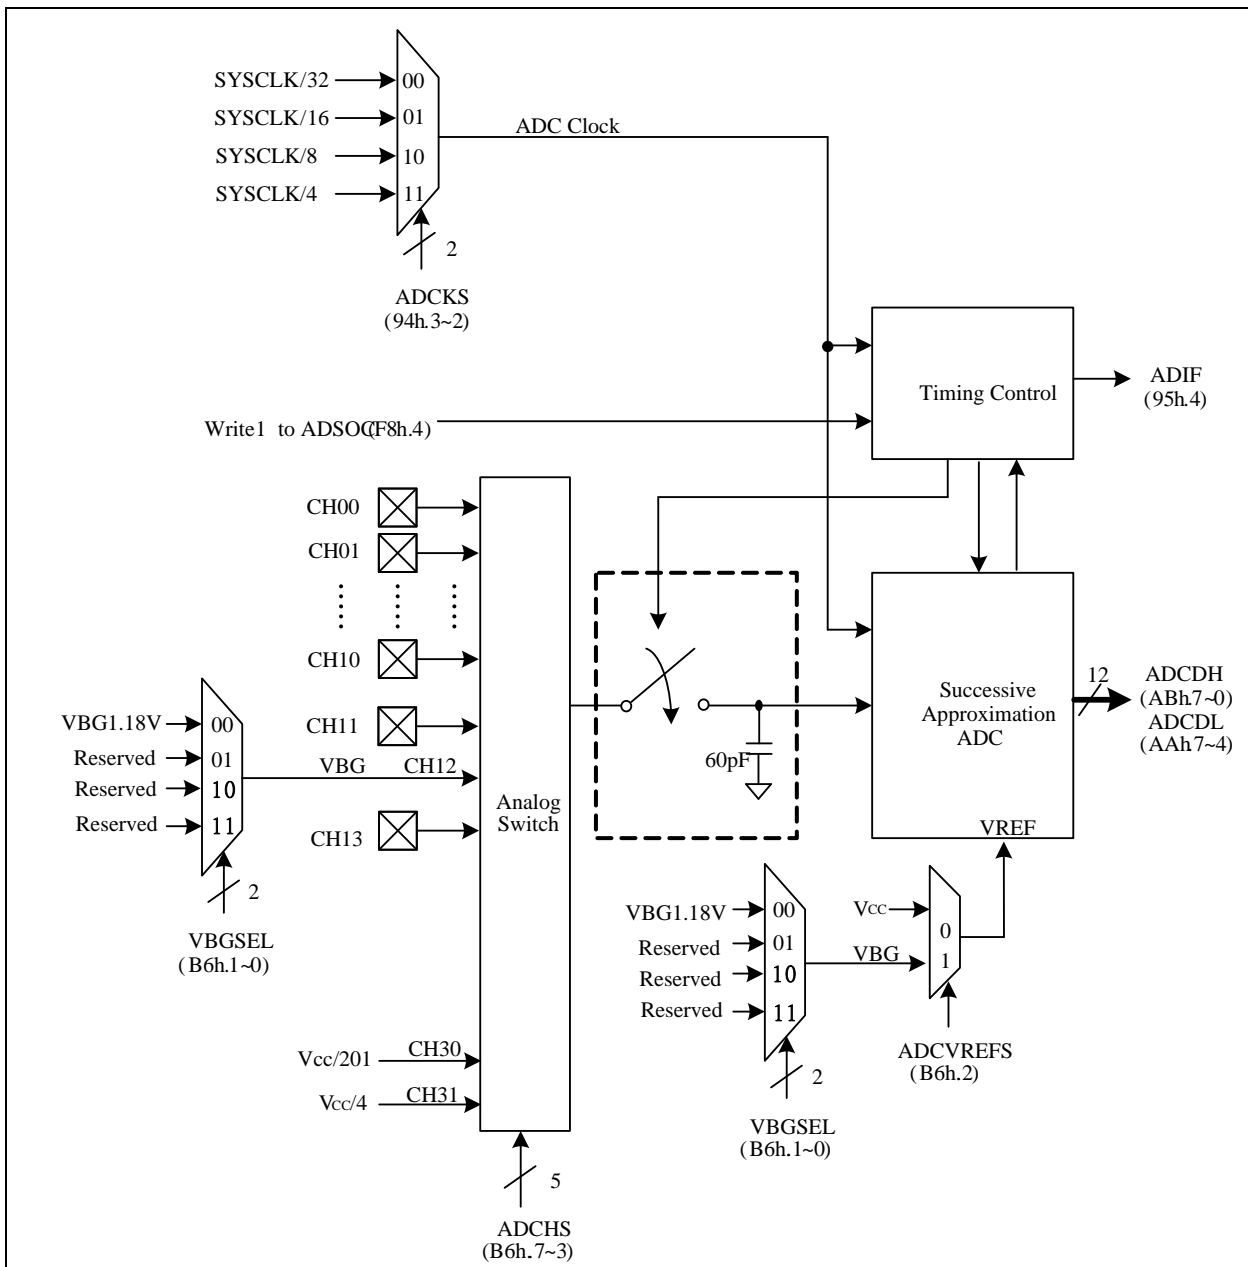 SYSCLK/32
00
SYSCLK/16
01
ADC Clock
SYSCLK/8
10
SYSCLK/4
11
2
ADCKS
(94h.3~2)
Timing Control
ADIF
(95h.4)
Write1 to ADSOC(F8h.4)
CH00
CH01
CH10
CH11
VBG1.18V
00
Reserved
01
Reserved
10
Reserved
11
VBG
CH12
CH13
2
VBGSEL
(B6h.1~0)
Analog
Switch
60pF
Successive
Approximation
ADC
VREF
12
ADCDH
(ABh.7~0)
ADCDL
(AAh.7~4)
VBG1.18V
00
Reserved
01
Reserved
10
Reserved
11
VBG
Vcc
0
1
ADCVREFS
(B6h.2)
2
VBGSEL
(B6h.1~0)
Vcc/201
CH30
Vcc/4
CH31
5
ADCHS
(B6h.7~3)